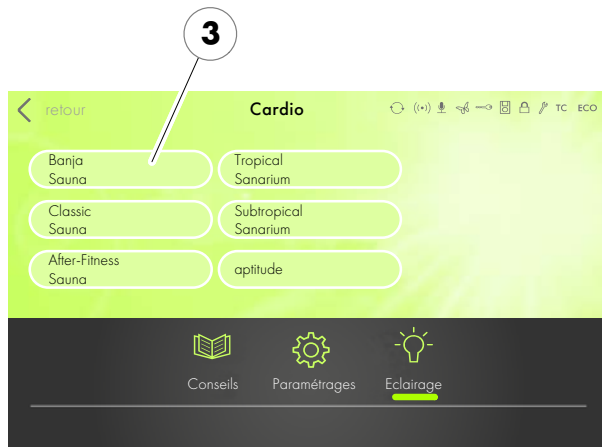 3
retour Cardio TC ECO
Banja
Sauna
Tropical
Sanarium
Classic
Sauna
Subtropical
Sanarium
After-Fitness
Sauna
aptitude
Conseils Paramétrages Eclairage